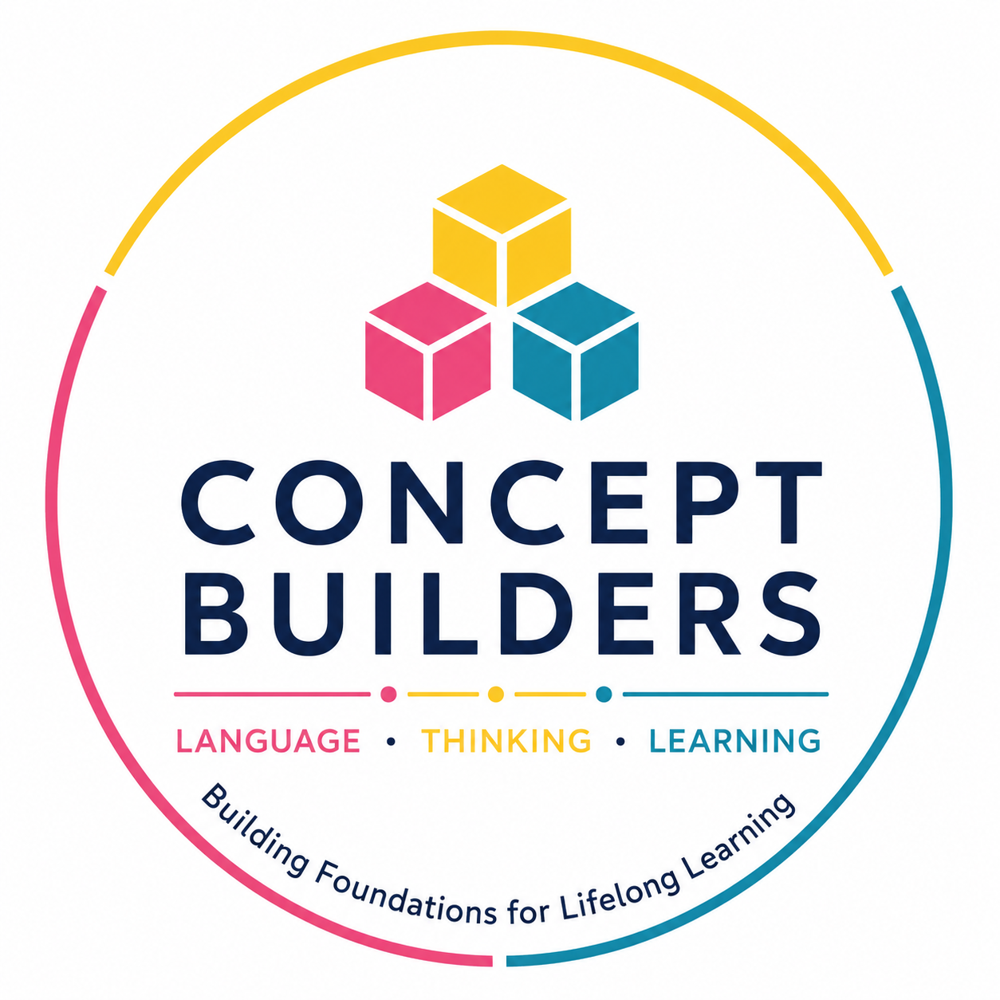 CONCEPT
BUILDERS
LANGUAGE • THINKING • LEARNING
Building Foundations for Lifelong Learning